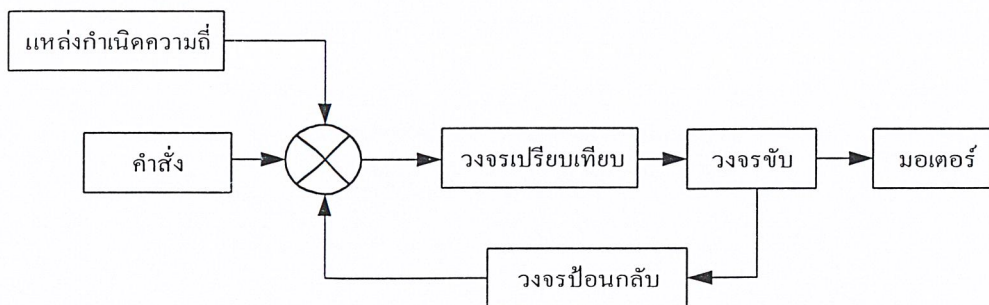 แหล่งกำเนิดความถี่
คำสั่ง
วงจรเปรียบเทียบ
วงจรขับ
มอเตอร์
วงจรป้อนกลับ